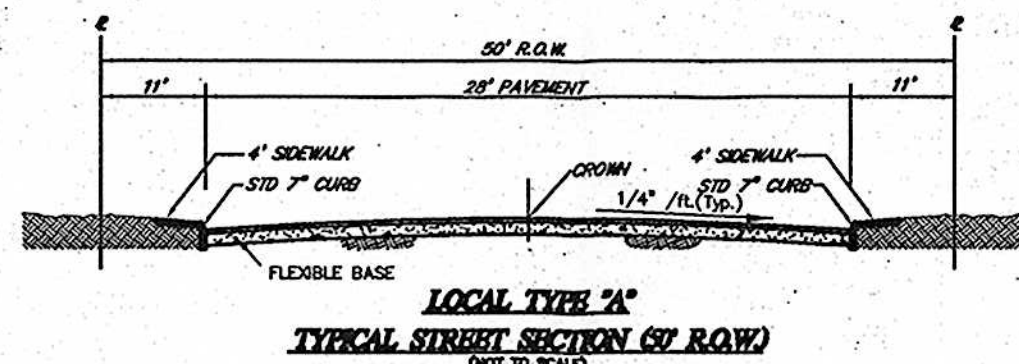 50' R.O.W.
11' 28' PAVEMENT 11'
4' SIDEWALK 4' SIDEWALK
CROWN
STD 7" CURB STD 7" CURB
1/4" /ft.(Typ.)
FLEXIBLE BASE
LOCAL TYPE "A"
TYPICAL STREET SECTION (50' R.O.W.)
(NOT TO SCALE)